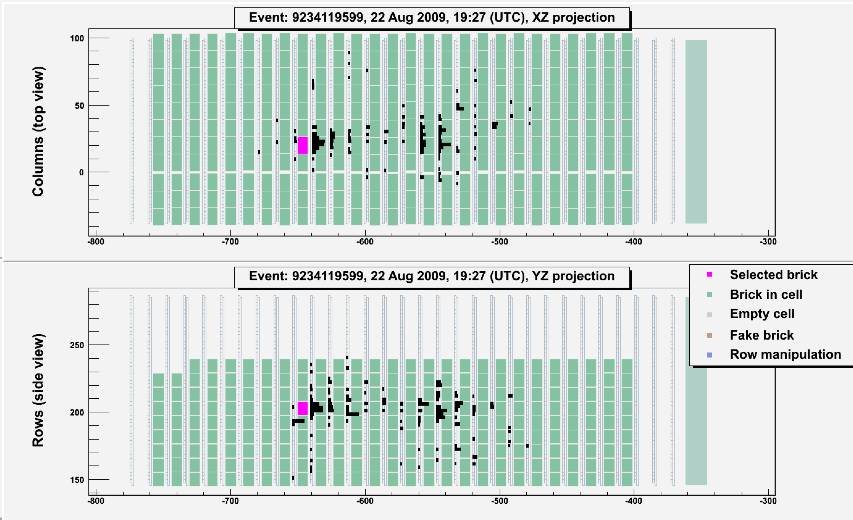 Event: 9234119599, 22 Aug 2009, 19:27 (UTC), XZ projection
Columns (top view)
100
50
0
-800
-700
-600
-500
-400
-300
Event: 9234119599, 22 Aug 2009, 19:27 (UTC), YZ projection
Selected brick
Brick in cell
Empty cell
Fake brick
Row manipulation
Rows (side view)
250
200
150
-800
-700
-600
-500
-400
-300